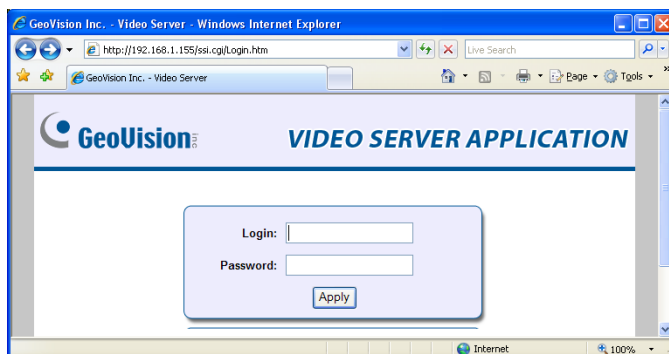 GeoVision Inc. - Video Server - Windows Internet Explorer
http://192.168.1.155/ssi.cgi/Login.htm
Live Search
GeoVision Inc. - Video Server
Page
Tools
»
GeoVision Inc
VIDEO SERVER APPLICATION
Login:
Password:
Apply
Internet
100%